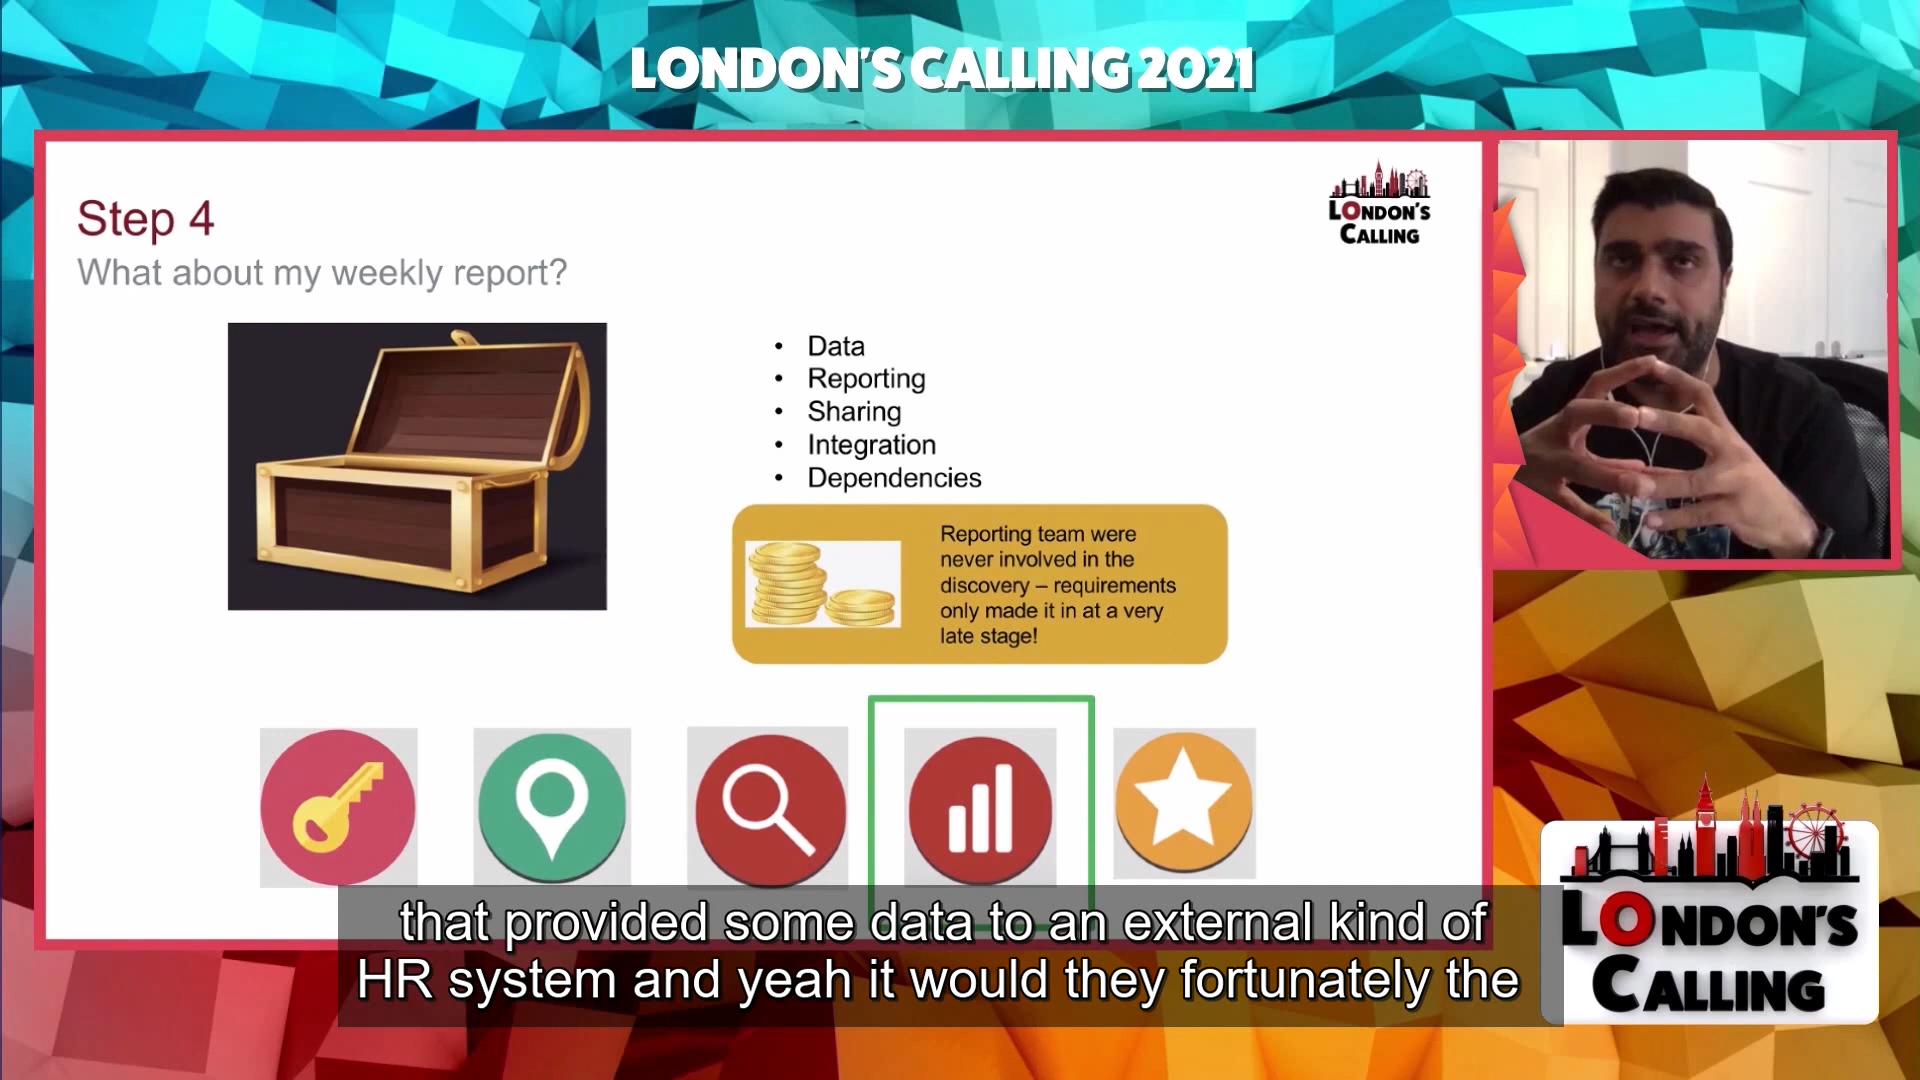 LONDON'S CALLING 2021
Step 4
What about my weekly report?
LONDON'S
CALLING
• Data
• Reporting
• Sharing
• Integration
• Dependencies
Reporting team were
never involved in the
discovery – requirements
only made it in at a very
late stage!
that provided some data to an external kind of
HR system and yeah it would they fortunately the
LONDON'S
CALLING